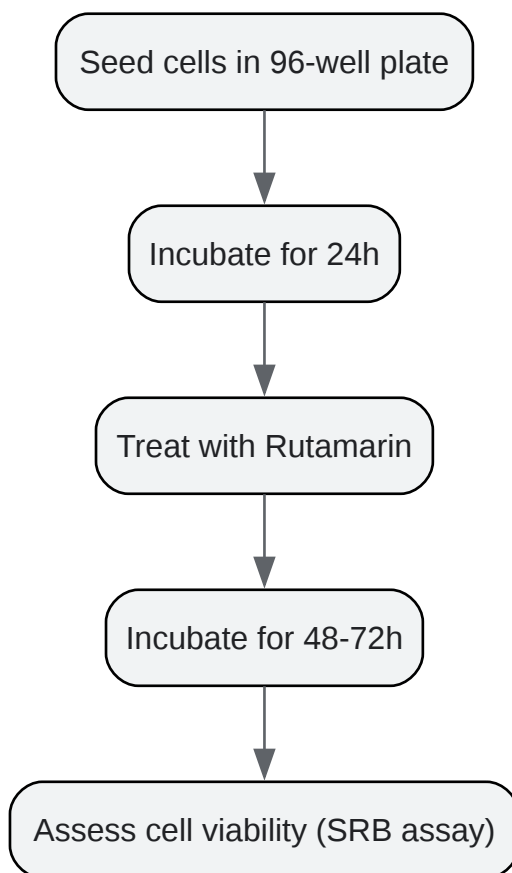 Seed cells in 96-well plate
Incubate for 24h
Treat with Rutamarin
Incubate for 48-72h
Assess cell viability (SRB assay)